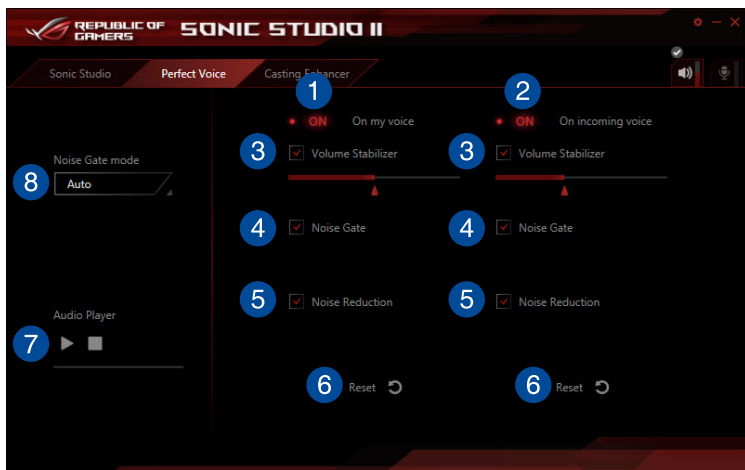 REPUBLIC OF
GAMERS
SONIC STUDIO II
Sonic Studio
Perfect Voice
Casting Enhancer
1
2
ON
On my voice
ON
On incoming voice
3
Volume Stabilizer
3
Volume Stabilizer
Noise Gate mode
8
Auto
4
Noise Gate
4
Noise Gate
5
Noise Reduction
5
Noise Reduction
Audio Player
7
6
Reset
6
Reset